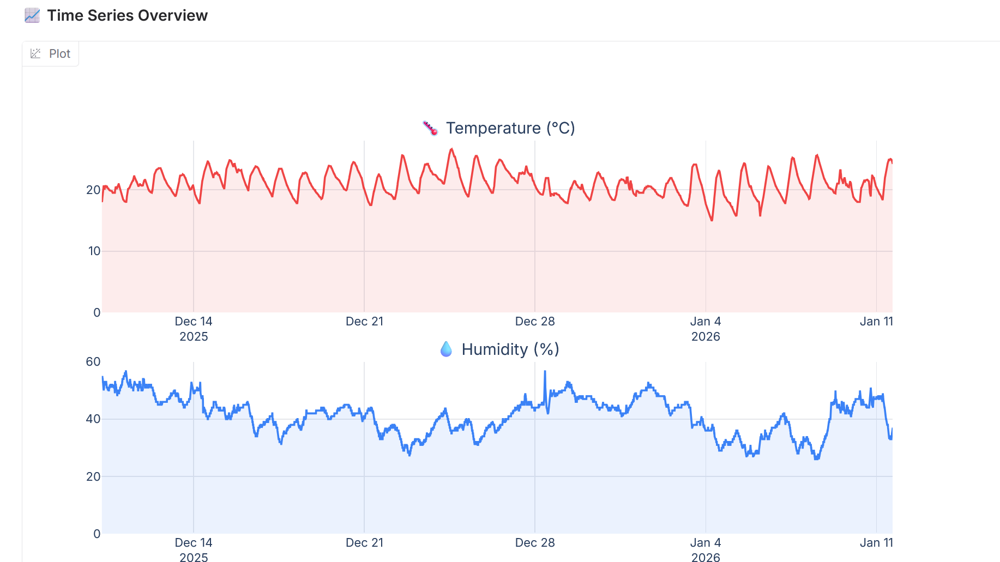 Time Series Overview
Plot
Temperature (°C)
20
10
0
Dec 14 Dec 21 Dec 28 Jan 4 Jan 11
2025 2026
Humidity (%)
60
40
20
0
Dec 14 Dec 21 Dec 28 Jan 4 Jan 11
2025 2026